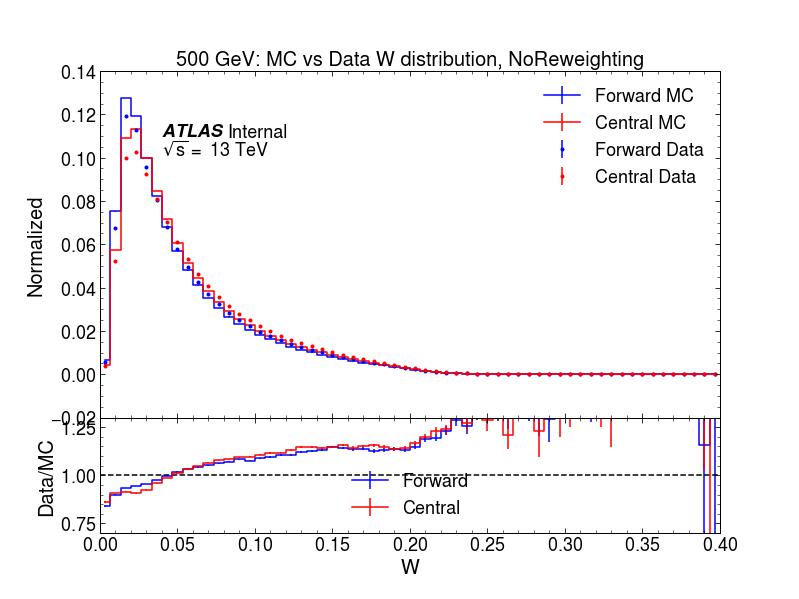 500 GeV: MC vs Data W distribution, NoReweighting
0.14
0.12
0.10
0.08
0.06
0.04
0.02
0.00
−0.02
Normalized
ATLAS Internal
√s = 13 TeV
Forward MC
Central MC
Forward Data
Central Data
1.25
1.00
0.75
Data/MC
Forward
Central
0.00 0.05 0.10 0.15 0.20 0.25 0.30 0.35 0.40
W